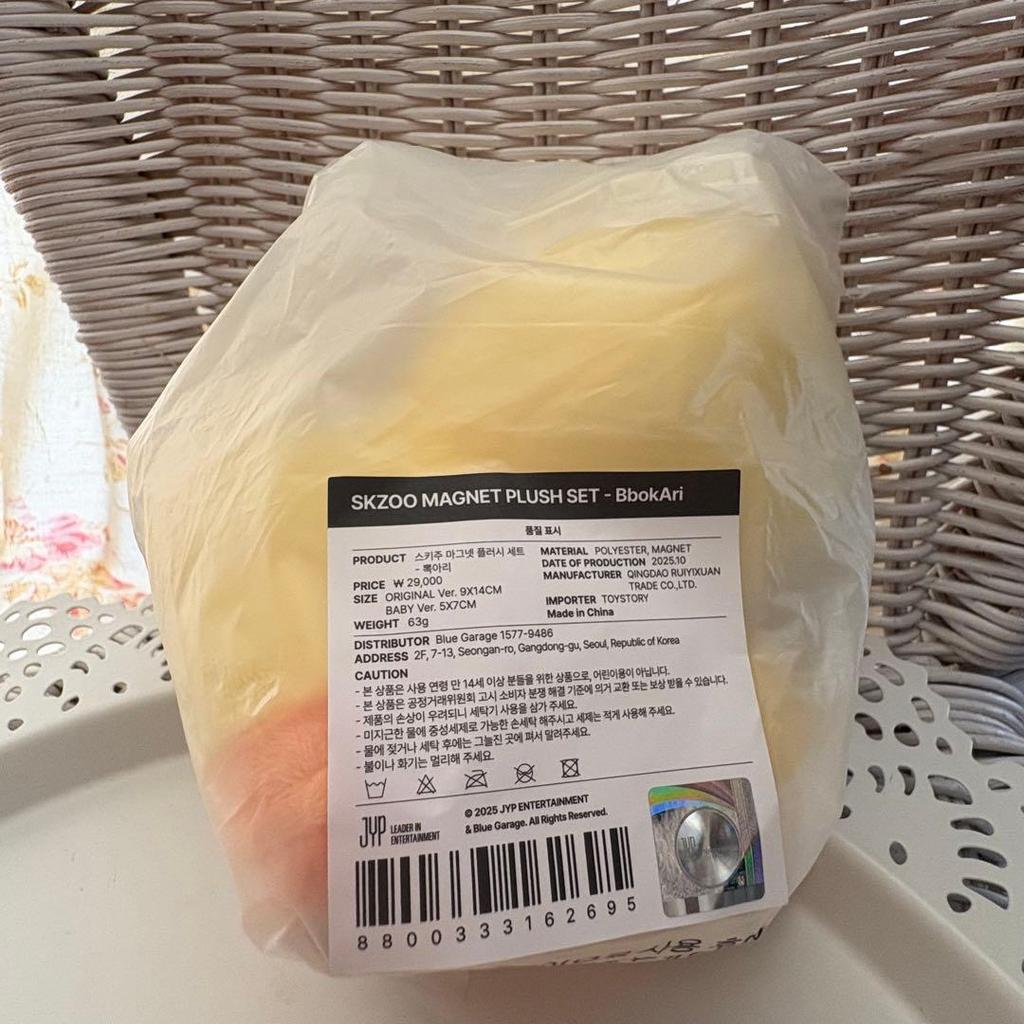 SKZOO MAGNET PLUSH SET - BbokAri
품질 표시
PRODUCT 스키주 마그넷 플러시 세트
- 뽁아리
PRICE ₩ 29,000
SIZE ORIGINAL Ver. 9X14CM
BABY Ver. 5X7CM
WEIGHT 63g
MATERIAL POLYESTER, MAGNET
DATE OF PRODUCTION 2025.10
MANUFACTURER QINGDAO RUIYIXUAN
TRADE CO.,LTD.
IMPORTER TOYSTORY
Made in China
DISTRIBUTOR Blue Garage 1577-9486
ADDRESS 2F, 7-13, Seongan-ro, Gangdong-gu, Seoul, Republic of Korea
CAUTION
- 본 상품은 사용 연령 만 14세 이상 분들을 위한 상품으로, 어린이용이 아닙니다.
- 본 상품은 공정거래위원회 고시 소비자 분쟁 해결 기준에 의거 교환 또는 보상 받을 수 있습니다.
- 제품의 손상이 우려되니 세탁기 사용을 삼가 주세요.
- 미지근한 물에 중성세제로 가능한 손세탁 해주시고 세제는 적게 사용해 주세요.
- 물에 젖거나 세탁 후에는 그늘진 곳에 펴서 말려주세요.
- 불이나 화기는 멀리해 주세요.
JYP LEADER IN
ENTERTAINMENT
© 2025 JYP ENTERTAINMENT
& Blue Garage. All Rights Reserved.
JYP
8800333162695